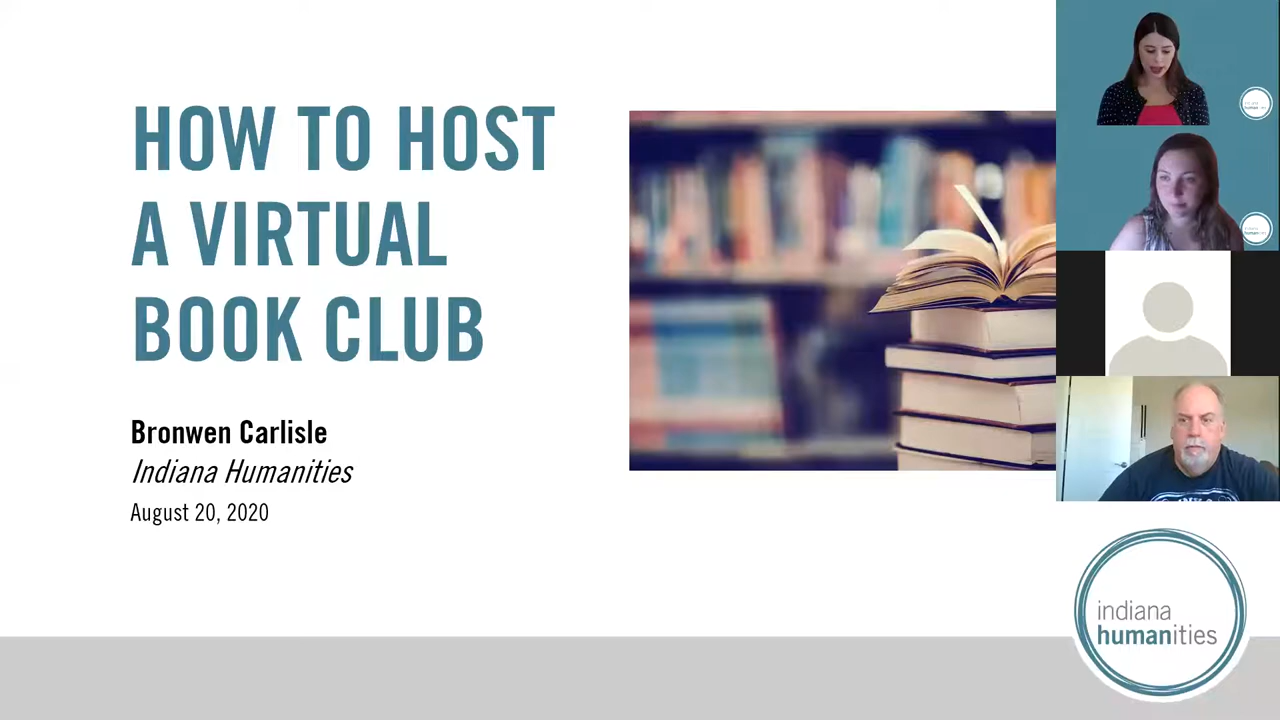 HOW TO HOST
A VIRTUAL
BOOK CLUB
Bronwen Carlisle
Indiana Humanities
August 20, 2020
indiana
humanities